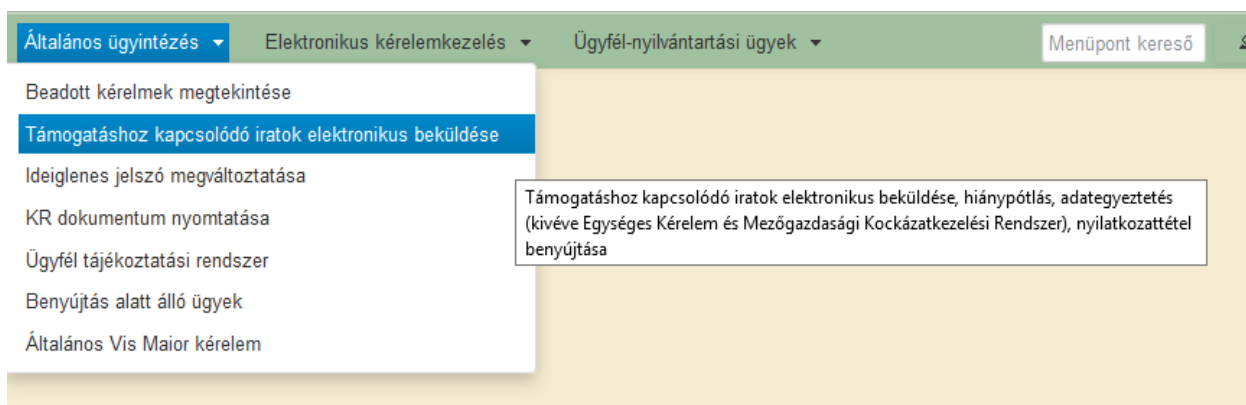 Általános ügyintézés Elektronikus kérelemkezelés Ügyfél-nyilvántartási ügyek Menüpont kereső
Beadott kérelmek megtekintése
Támogatáshoz kapcsolódó iratok elektronikus beküldése
Ideiglenes jelszó megváltoztatása
KR dokumentum nyomtatása
Ügyfél tájékoztatási rendszer
Benyújtás alatt álló ügyek
Általános Vis Maior kérelem
Támogatáshoz kapcsolódó iratok elektronikus beküldése, hiánypótlás, adategyeztetés
(kivéve Egységes Kérelem és Mezőgazdasági Kockázatkezelési Rendszer), nyilatkozattétel
benyújtása